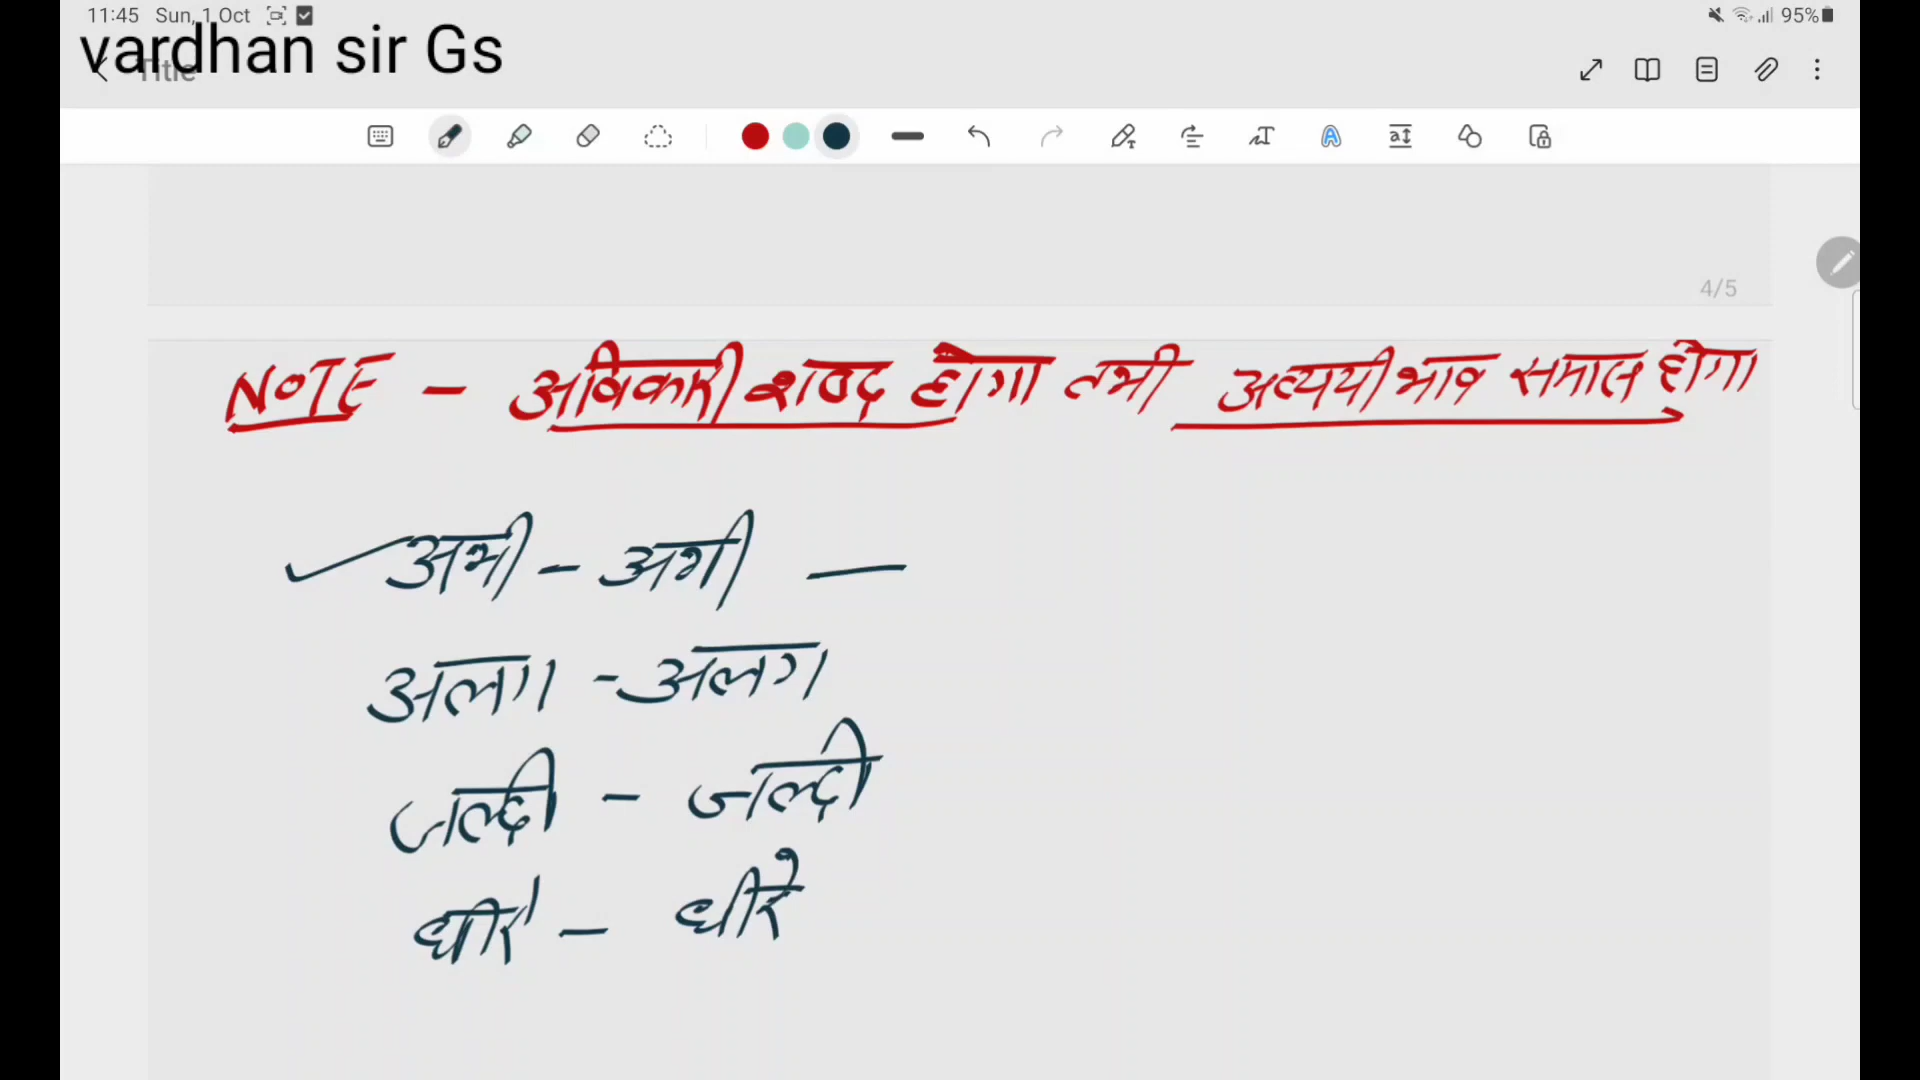 11:45 Sun, 1 Oct 95%
vardhan sir Gs
Title
4/5
NOTE - अविकारी शब्द होगा तभी अव्ययीभाव समास होगा
अभी - अभी —
अलग - अलग
जल्दी - जल्दी
धीरे - धीरे